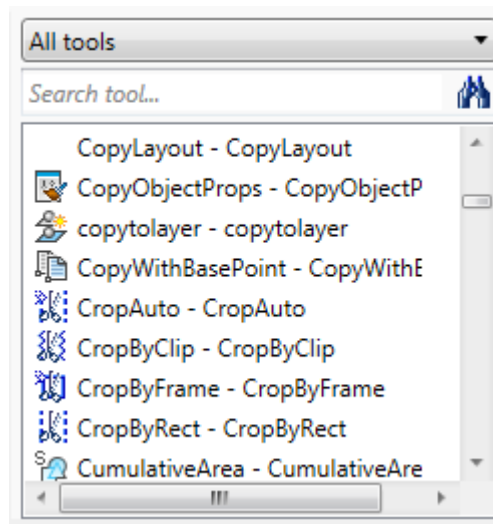 All tools
Search tool...
CopyLayout - CopyLayout
CopyObjectProps - CopyObjectP
copytolayer - copytolayer
CopyWithBasePoint - CopyWithE
CropAuto - CropAuto
CropByClip - CropByClip
CropByFrame - CropByFrame
CropByRect - CropByRect
CumulativeArea - CumulativeAre